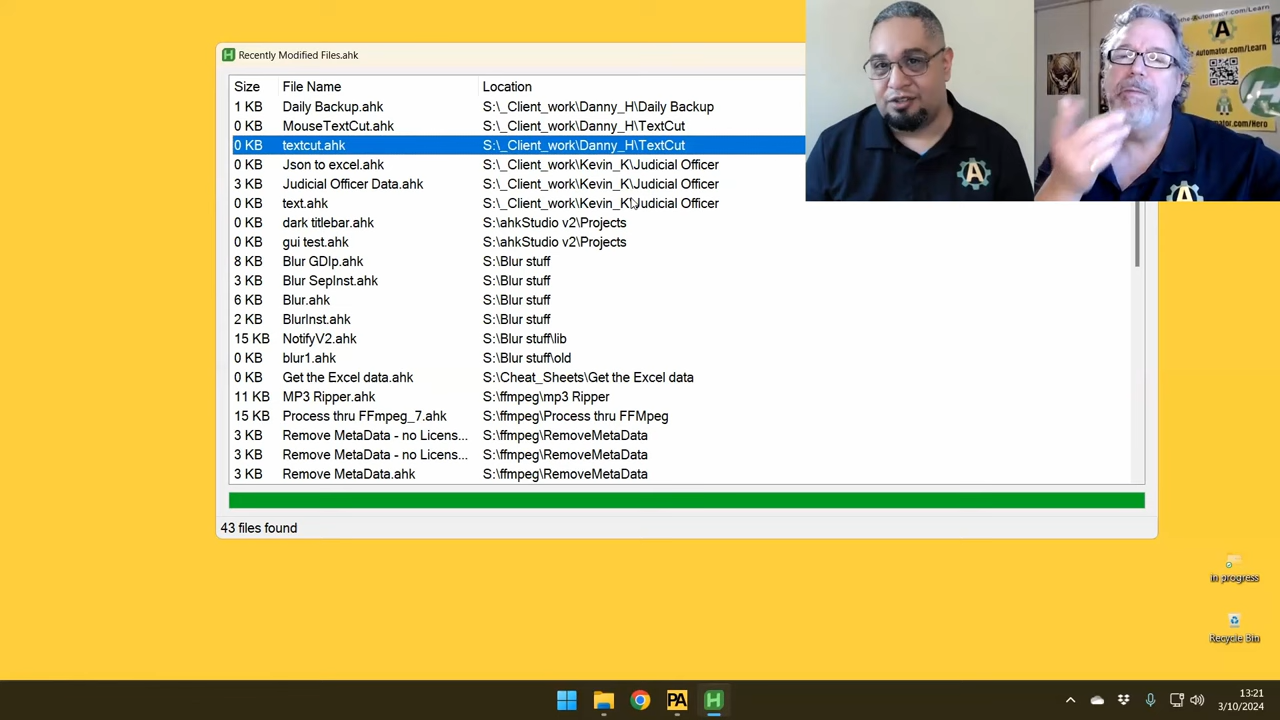 Recently Modified Files.ahk
Size File Name Location
1 KB Daily Backup.ahk S:\_Client_work\Danny_H\Daily Backup
0 KB MouseTextCut.ahk S:\_Client_work\Danny_H\TextCut
0 KB textcut.ahk S:\_Client_work\Danny_H\TextCut
0 KB Json to excel.ahk S:\_Client_work\Kevin_K\Judicial Officer
3 KB Judicial Officer Data.ahk S:\_Client_work\Kevin_K\Judicial Officer
0 KB text.ahk S:\_Client_work\Kevin_K\Judicial Officer
0 KB dark titlebar.ahk S:\ahkStudio v2\Projects
0 KB gui test.ahk S:\ahkStudio v2\Projects
8 KB Blur GDIp.ahk S:\Blur stuff
3 KB Blur SepInst.ahk S:\Blur stuff
6 KB Blur.ahk S:\Blur stuff
2 KB BlurInst.ahk S:\Blur stuff
15 KB NotifyV2.ahk S:\Blur stuff\lib
0 KB blur1.ahk S:\Blur stuff\old
0 KB Get the Excel data.ahk S:\Cheat_Sheets\Get the Excel data
11 KB MP3 Ripper.ahk S:\ffmpeg\mp3 Ripper
15 KB Process thru FFmpeg_7.ahk S:\ffmpeg\Process thru FFMpeg
3 KB Remove MetaData - no Licens... S:\ffmpeg\RemoveMetaData
3 KB Remove MetaData - no Licens... S:\ffmpeg\RemoveMetaData
3 KB Remove MetaData.ahk S:\ffmpeg\RemoveMetaData
43 files found
Automator.com/Learn
Automator.com/Hero
In progress
Recycle Bin
PA
H
13:21
3/10/2024